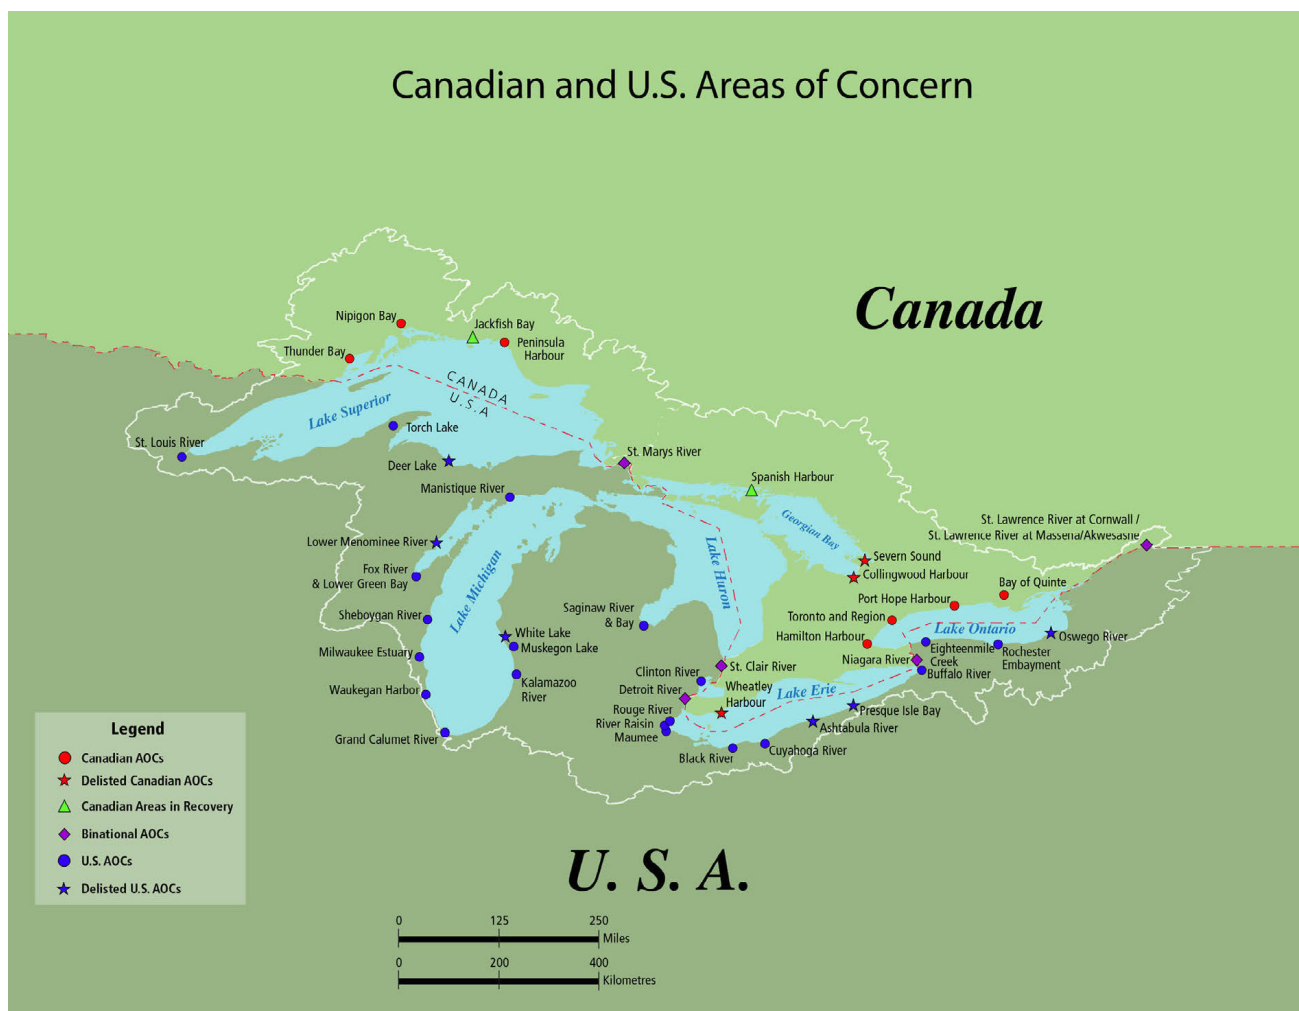 Canadian and U.S. Areas of Concern
Canada
Nipigon Bay
Jackfish Bay
Thunder Bay
Peninsula
Harbour
CANADA
U.S.A
Lake Superior
St. Louis River
Torch Lake
Deer Lake
St. Marys River
Manistique River
Spanish Harbour
Georgian Bay
St. Lawrence River at Cornwall /
St. Lawrence River at Massena/Akwesasne
Lower Menominee River
Lake Michigan
Lake Huron
Severn Sound
Collingwood Harbour
Fox River
& Lower Green Bay
Bay of Quinte
Port Hope Harbour
Sheboygan River
Saginaw River
& Bay
Toronto and Region
Lake Ontario
Hamilton Harbour
Oswego River
White Lake
Muskegon Lake
Eighteenmile
Creek
Rochester
Embayment
Milwaukee Estuary
Niagara River
Buffalo River
St. Clair River
Clinton River
Kalamazoo
River
Waukegan Harbor
Detroit River
Wheatley
Harbour
Lake Erie
Rouge River
River Raisin
Maumee
Presque Isle Bay
Ashtabula River
Grand Calumet River
Black River
Cuyahoga River
Legend
Canadian AOCs
Delisted Canadian AOCs
Canadian Areas in Recovery
Binational AOCs
U.S. AOCs
Delisted U.S. AOCs
U. S. A.
0 125 250
Miles
0 200 400
Kilometres